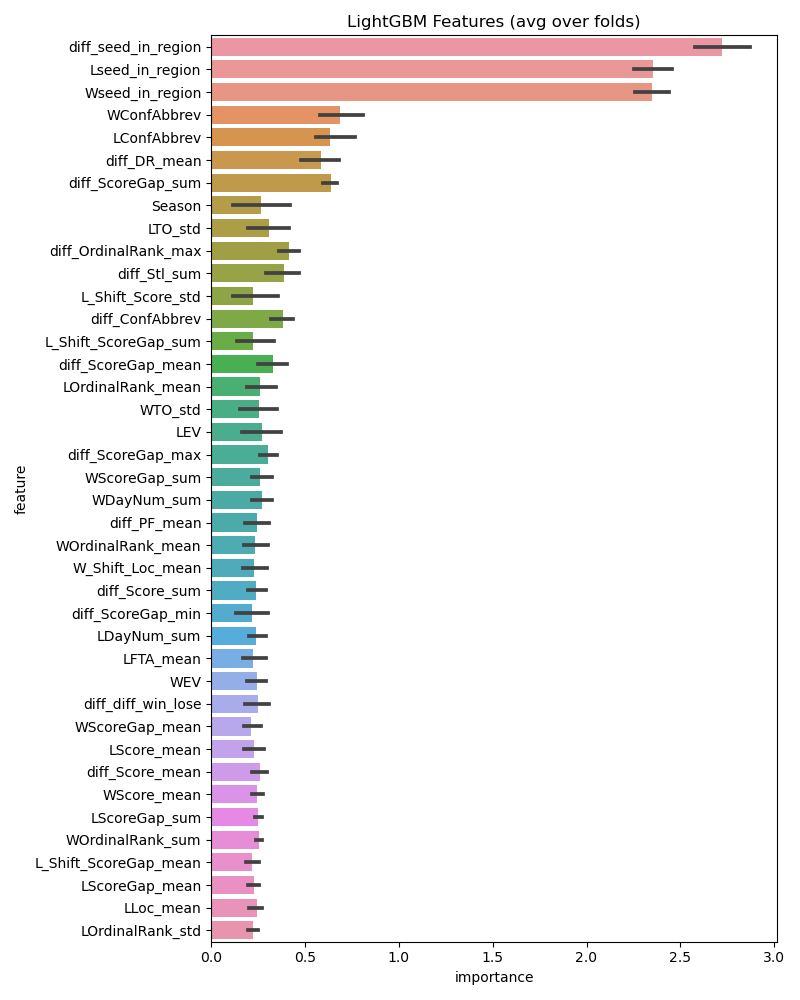 LightGBM Features (avg over folds)
diff_seed_in_region
Lseed_in_region
Wseed_in_region
WConfAbbrev
LConfAbbrev
diff_DR_mean
diff_ScoreGap_sum
Season
LTO_std
diff_OrdinalRank_max
diff_Stl_sum
L_Shift_Score_std
diff_ConfAbbrev
L_Shift_ScoreGap_sum
diff_ScoreGap_mean
LOrdinalRank_mean
WTO_std
LEV
diff_ScoreGap_max
WScoreGap_sum
WDayNum_sum
diff_PF_mean
WOrdinalRank_mean
W_Shift_Loc_mean
diff_Score_sum
diff_ScoreGap_min
LDayNum_sum
LFTA_mean
WEV
diff_diff_win_lose
WScoreGap_mean
LScore_mean
diff_Score_mean
WScore_mean
LScoreGap_sum
WOrdinalRank_sum
L_Shift_ScoreGap_mean
LScoreGap_mean
LLoc_mean
LOrdinalRank_std
feature
0.0 0.5 1.0 1.5 2.0 2.5 3.0
importance